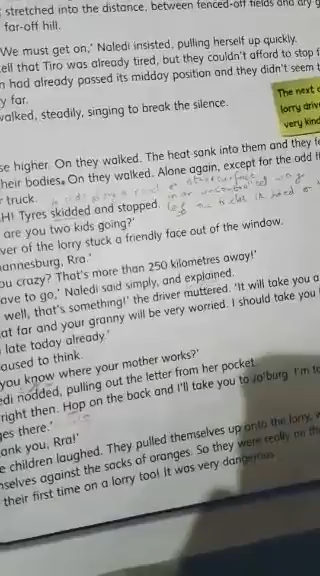 stretched into the distance, between fenced-off fields and dry g
far-off hill.
We must get on,' Naledi insisted, pulling herself up quickly.
ell that Tiro was already tired, but they couldn't afford to stop f
n had already passed its midday position and they didn't seem t
y far.
walked, steadily, singing to break the silence.
The next
lorry driv
very kind
se higher. On they walked. The heat sank into them and they fe
heir bodies. On they walked. Alone again, except for the odd li
r truck.
H! Tyres skidded and stopped.
are you two kids going?'
ver of the lorry stuck a friendly face out of the window.
annesburg, Rra.'
ou crazy? That's more than 250 kilometres away!'
ave to go,' Naledi said simply, and explained.
well, that's something!' the driver muttered. 'It will take you a
at far and your granny will be very worried. I should take you
late today already.'
aused to think.
you know where your mother works?'
edi nodded, pulling out the letter from her pocket.
right then. Hop on the back and I'll take you to Jo'burg. I'm to
ges there.'
ank you, Rra!'
e children laughed. They pulled themselves up onto the lorry,
nselves against the sacks of oranges. So they were really on the
their first time on a lorry too! It was very dangerous